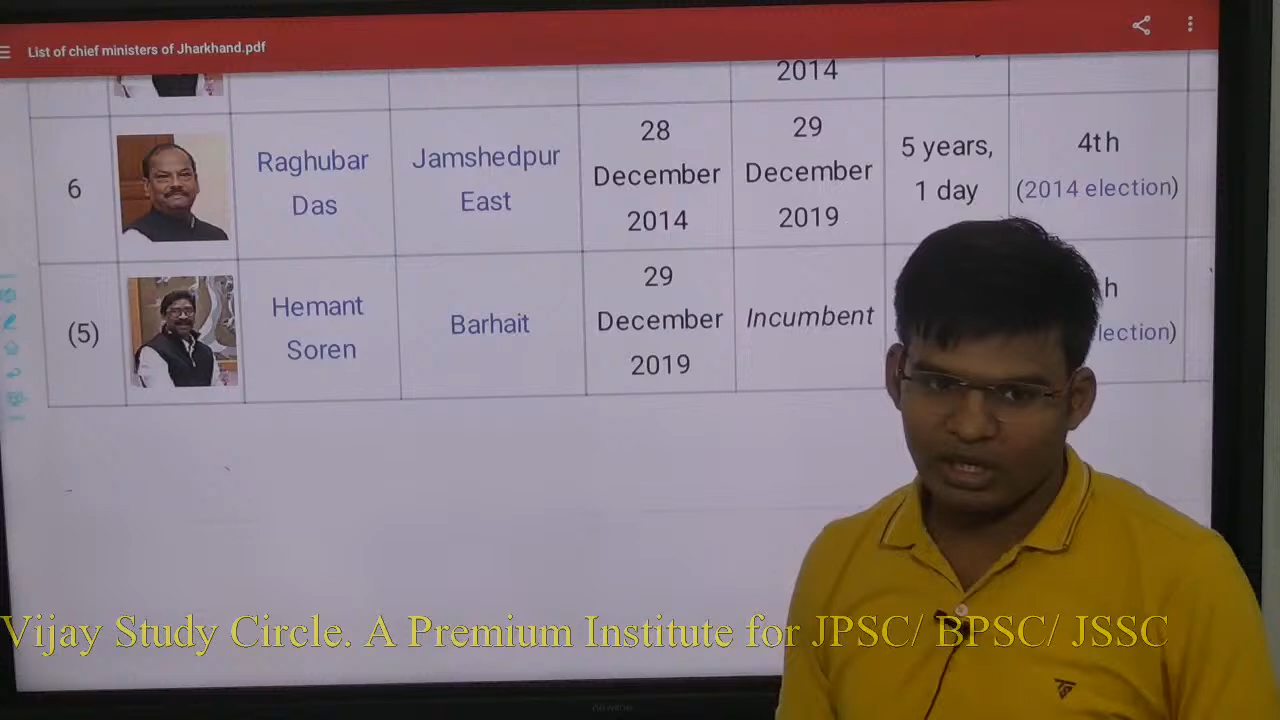 List of chief ministers of Jharkhand.pdf
2014
6
Raghubar
Das
Jamshedpur
East
28
December
2014
29
December
2019
5 years,
1 day
4th
(2014 election)
(5)
Hemant
Soren
Barhait
29
December
2019
Incumbent
h
lection)
Vijay Study Circle. A Premium Institute for JPSC/ BPSC/ JSSC